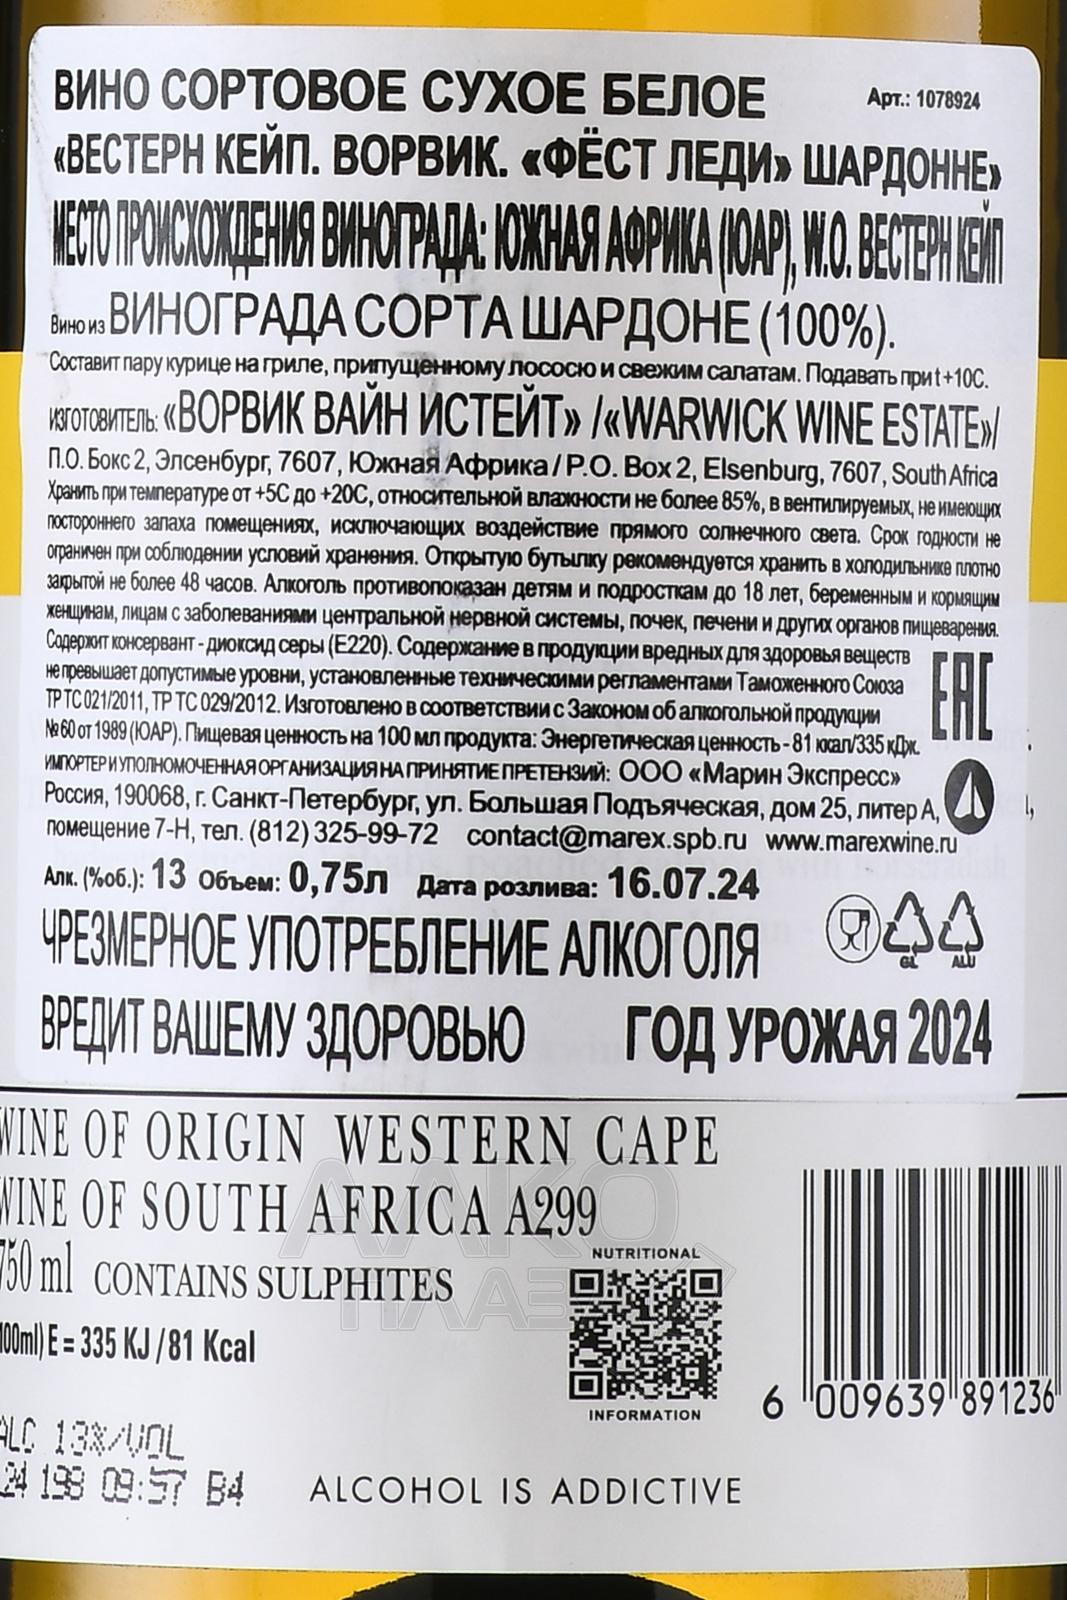 ВИНО СОРТОВОЕ СУХОЕ БЕЛОЕ Арт.: 1078924
«ВЕСТЕРН КЕЙП. ВОРВИК. «ФЁСТ ЛЕДИ» ШАРДОННЕ»
МЕСТО ПРОИСХОЖДЕНИЯ ВИНОГРАДА: ЮЖНАЯ АФРИКА (ЮАР), W.O. ВЕСТЕРН КЕЙП
Вино из ВИНОГРАДА СОРТА ШАРДОНЕ (100%).
Составит пару курице на гриле, припущенному лососю и свежим салатам. Подавать при t +10C.
ИЗГОТОВИТЕЛЬ: «ВОРВИК ВАЙН ИСТЕЙТ» /«WARWICK WINE ESTATE»/
П.О. Бокс 2, Элсенбург, 7607, Южная Африка / P.O. Box 2, Elsenburg, 7607, South Africa
Хранить при температуре от +5С до +20С, относительной влажности не более 85%, в вентилируемых, не имеющих
постороннего запаха помещениях, исключающих воздействие прямого солнечного света. Срок годности не
ограничен при соблюдении условий хранения. Открытую бутылку рекомендуется хранить в холодильнике плотно
закрытой не более 48 часов. Алкоголь противопоказан детям и подросткам до 18 лет, беременным и кормящим
женщинам, лицам с заболеваниями центральной нервной системы, почек, печени и других органов пищеварения.
Содержит консервант - диоксид серы (Е220). Содержание в продукции вредных для здоровья веществ
не превышает допустимые уровни, установленные техническими регламентами Таможенного Союза
ТР ТС 021/2011, ТР ТС 029/2012. Изготовлено в соответствии с Законом об алкогольной продукции
№ 60 от 1989 (ЮАР). Пищевая ценность на 100 мл продукта: Энергетическая ценность - 81 ккал/335 кДж.
EAC
ИМПОРТЕР И УПОЛНОМОЧЕННАЯ ОРГАНИЗАЦИЯ НА ПРИНЯТИЕ ПРЕТЕНЗИЙ: ООО «Марин Экспресс»
Россия, 190068, г. Санкт-Петербург, ул. Большая Подъяческая, дом 25, литер А,
помещение 7-Н, тел. (812) 325-99-72 contact@marex.spb.ru www.marexwine.ru
Алк. (%об.): 13 Объем: 0,75л Дата розлива: 16.07.24
ЧРЕЗМЕРНОЕ УПОТРЕБЛЕНИЕ АЛКОГОЛЯ
GL ALU
ВРЕДИТ ВАШЕМУ ЗДОРОВЬЮ ГОД УРОЖАЯ 2024
WINE OF ORIGIN WESTERN CAPE
WINE OF SOUTH AFRICA A299
750 ml CONTAINS SULPHITES
100ml) E = 335 KJ / 81 Kcal
NUTRITIONAL
INFORMATION
6 009639 891236
ALC 13%/VOL
24 198 09:57 B4
ALCOHOL IS ADDICTIVE
АЛКО
ПЛАЗА